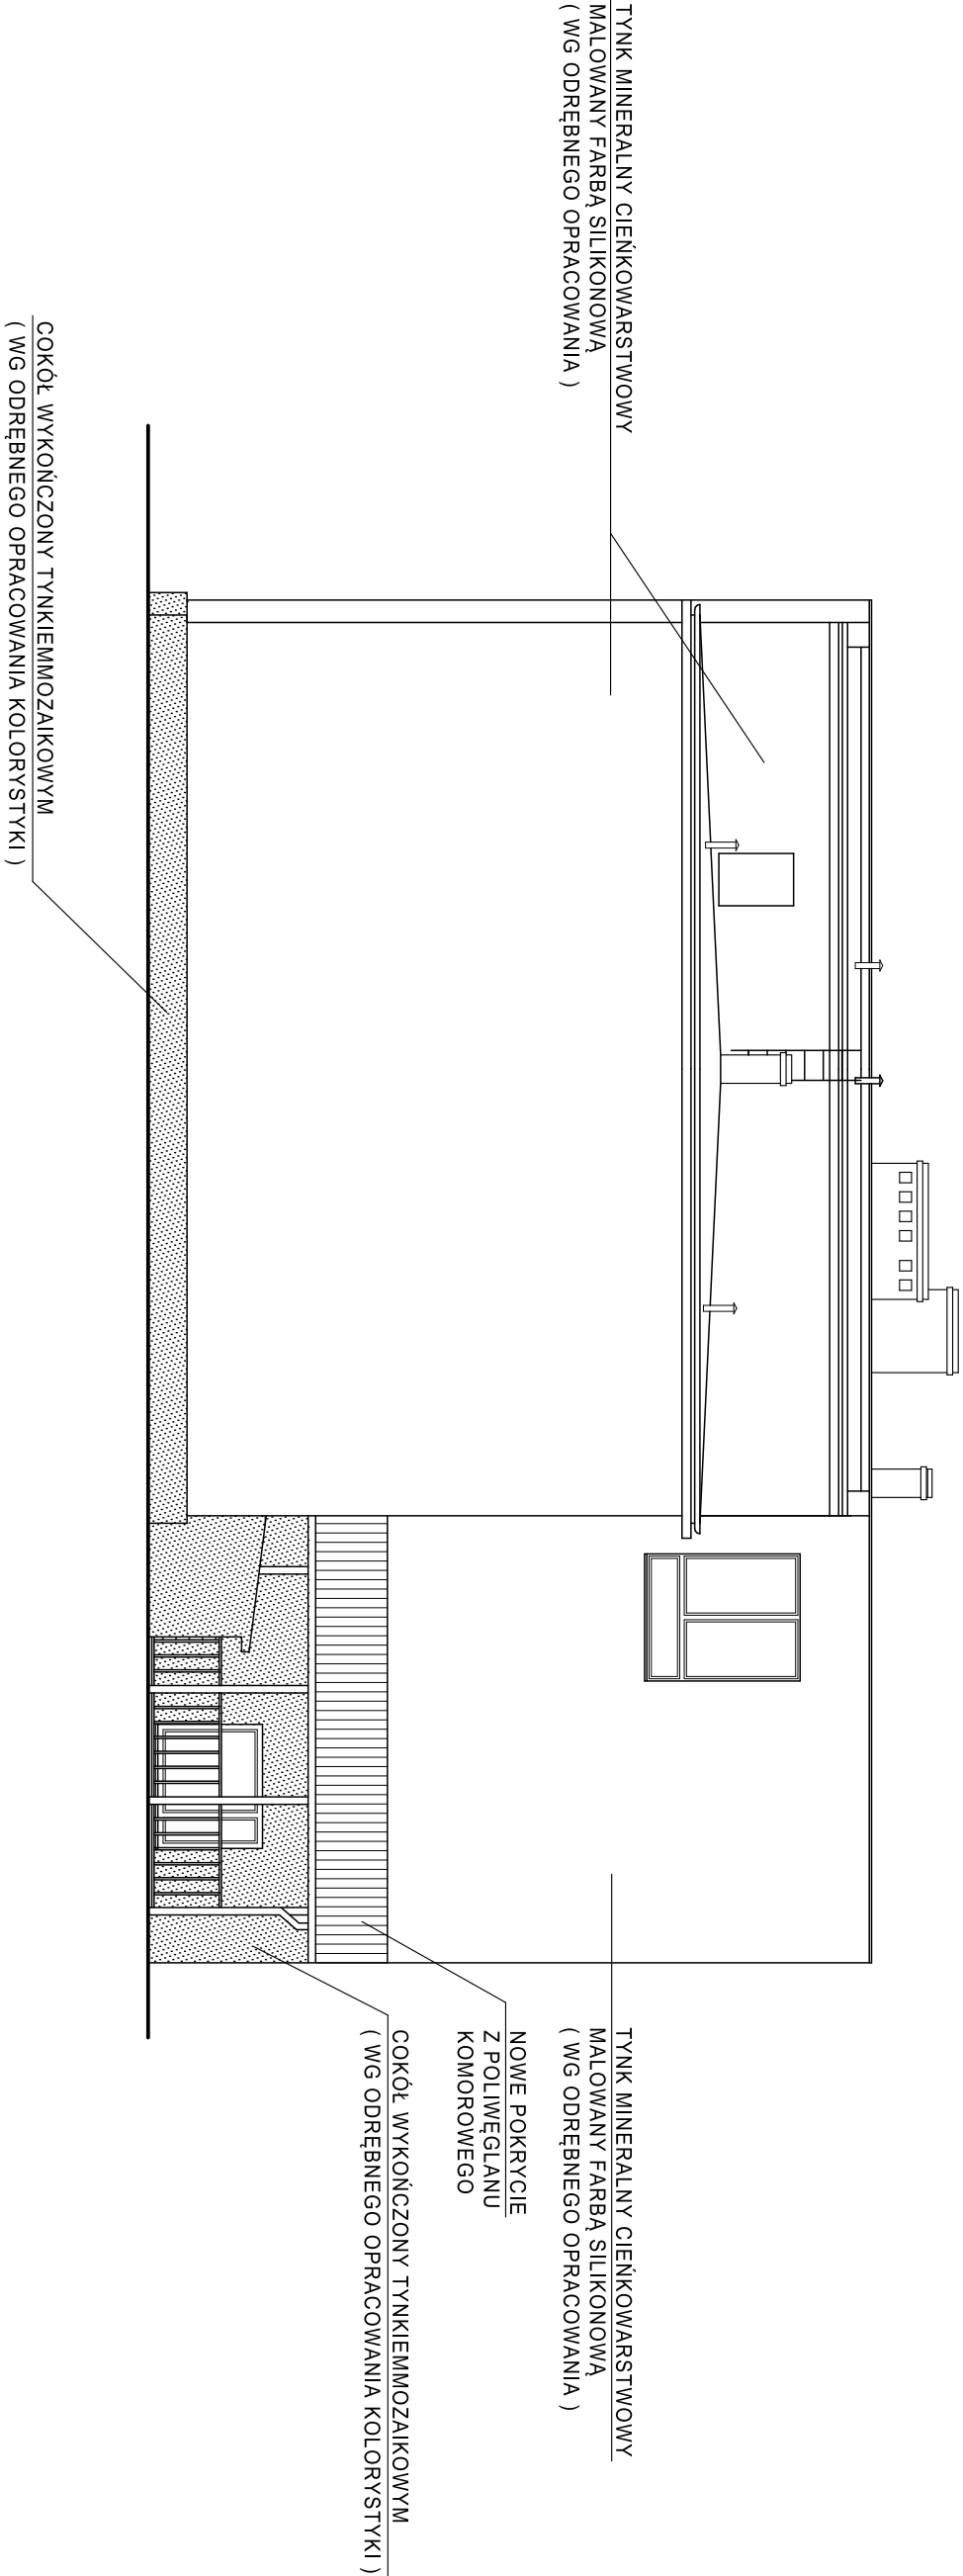 TYNK MINERALNY CIEŃKOWARSTWOWY
MALOWANY FARBĄ SILIKONOWĄ
( WG ODRĘBNEGO OPRACOWANIA )
COKÓŁ WYKOŃCZONY TYNKIEMMOZAIKOWYM
( WG ODRĘBNEGO OPRACOWANIA KOLORYSTYKI )
TYNK MINERALNY CIEŃKOWARSTWOWY
MALOWANY FARBĄ SILIKONOWĄ
( WG ODRĘBNEGO OPRACOWANIA )
NOWE POKRYCIE
Z POLIWĘGLANU
KOMOROWEGO
COKÓŁ WYKOŃCZONY TYNKIEMMOZAIKOWYM
( WG ODRĘBNEGO OPRACOWANIA KOLORYSTYKI )